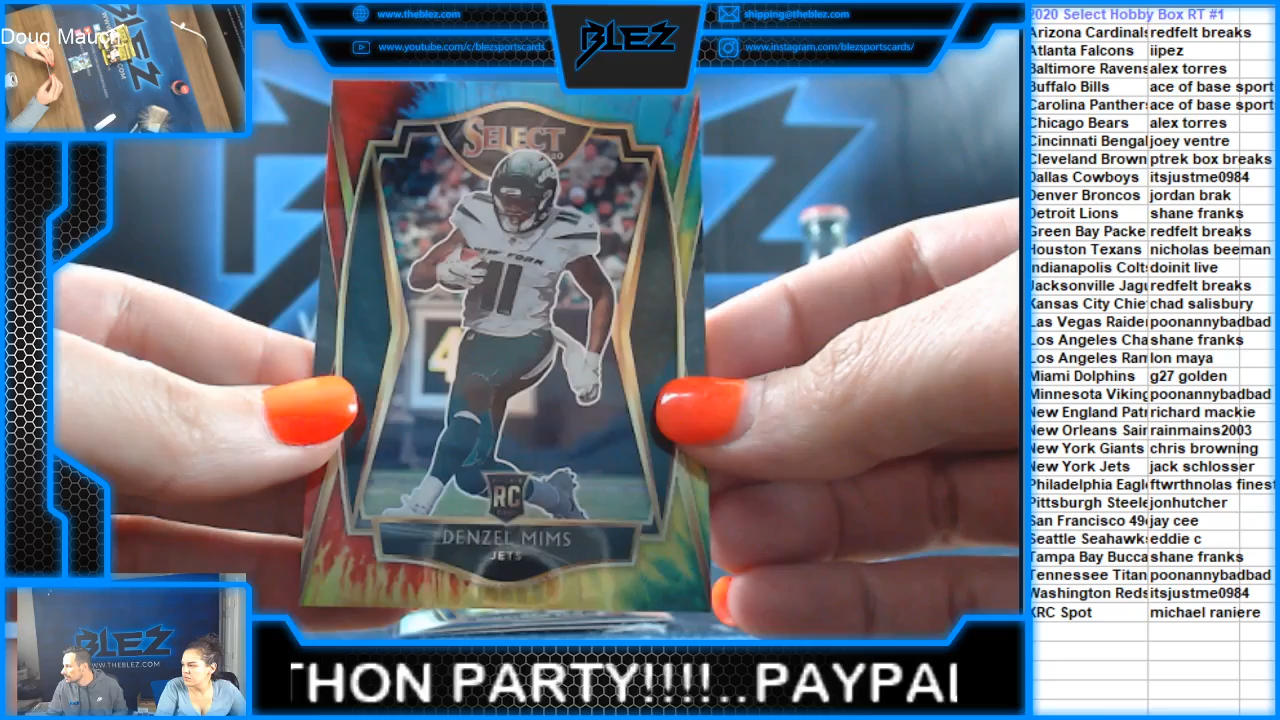 Doug Mauch
www.theblez.com
shipping@theblez.com
www.youtube.com/c/blezsportscards
www.instagram.com/blezsportscards/
BLEZ
SELECT
NEW YORK
11
4
RC
DENZEL MIMS
JETS
BLEZ
WWW.THEBLEZ.COM
THON PARTY!!!!..PAYPAL
2020 Select Hobby Box RT #1
Arizona Cardinals redfelt breaks
Atlanta Falcons iipez
Baltimore Ravens alex torres
Buffalo Bills ace of base sport
Carolina Panthers ace of base sport
Chicago Bears alex torres
Cincinnati Bengal joey ventre
Cleveland Brown ptrek box breaks
Dallas Cowboys itsjustme0984
Denver Broncos jordan brak
Detroit Lions shane franks
Green Bay Packe redfelt breaks
Houston Texans nicholas beeman
Indianapolis Colts doinit live
Jacksonville Jagu redfelt breaks
Kansas City Chie chad salisbury
Las Vegas Raider poonannybadbad
Los Angeles Cha shane franks
Los Angeles Ram lon maya
Miami Dolphins g27 golden
Minnesota Viking poonannybadbad
New England Patr richard mackie
New Orleans Sain rainmains2003
New York Giants chris browning
New York Jets jack schlosser
Philadelphia Eagle ftwrthnolas finest
Pittsburgh Steele jonhutcher
San Francisco 49 jay cee
Seattle Seahawks eddie c
Tampa Bay Bucca shane franks
Tennessee Titan poonannybadbad
Washington Reds itsjustme0984
XRC Spot michael raniere